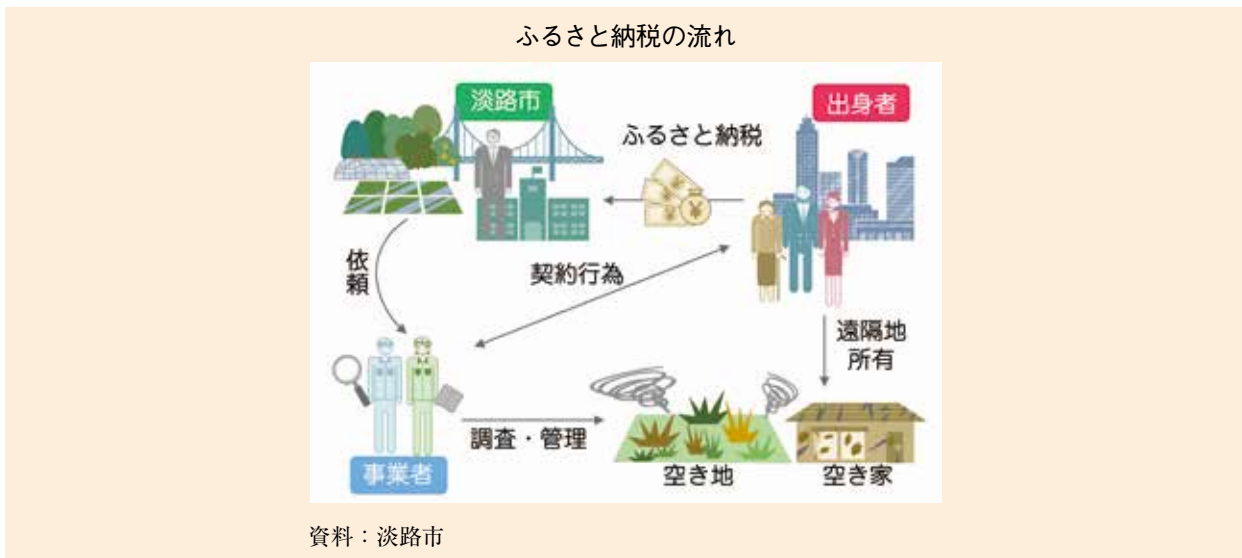 ふるさと納税の流れ
淡路市
出身者
ふるさと納税
依頼
契約行為
遠隔地
所有
調査・管理
事業者
空き地
空き家
資料：淡路市